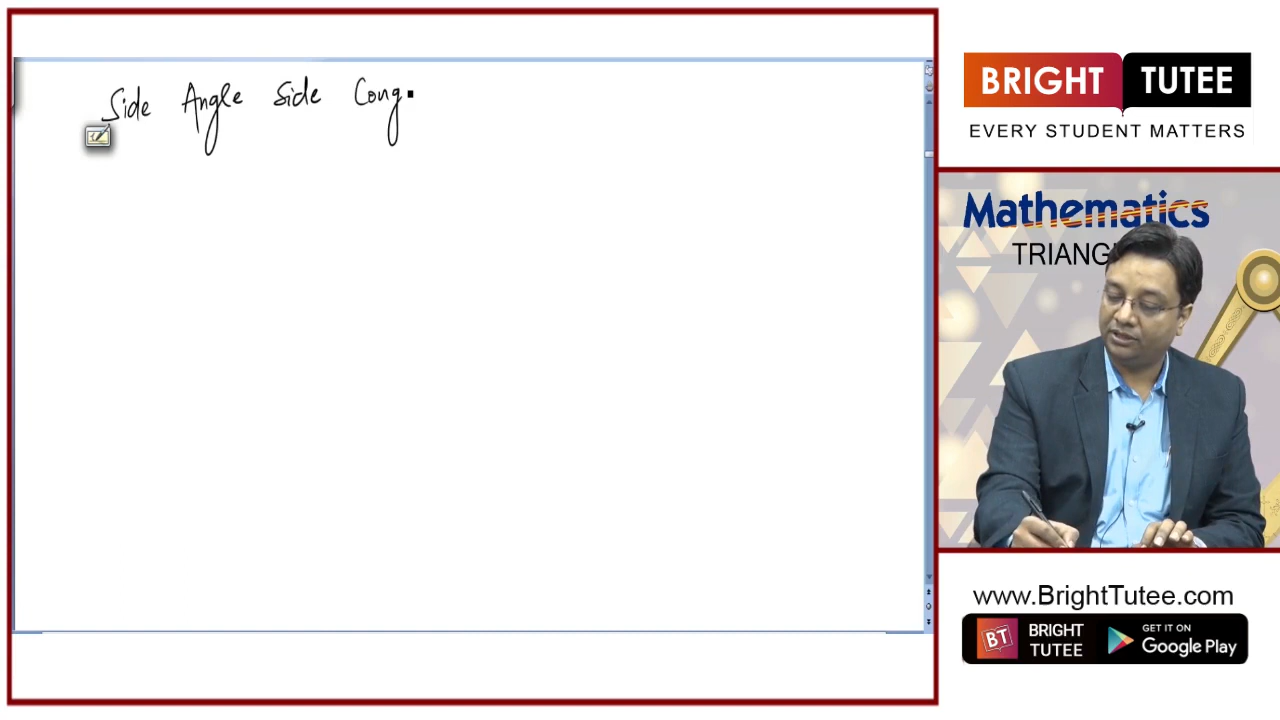 Side Angle Side Cong
BRIGHT TUTEE
EVERY STUDENT MATTERS
Mathematics
TRIANG
www.BrightTutee.com
BT
BRIGHT
TUTEE
GET IT ON
Google Play